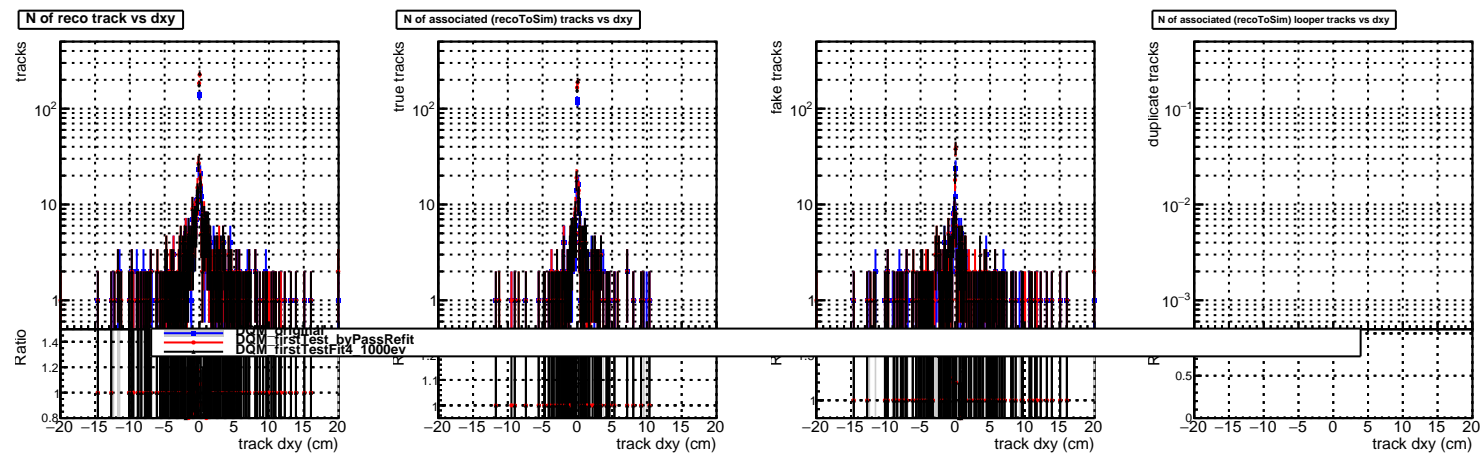 N of reco track vs dxy
N of associated (recoToSim) tracks vs dxy
N of associated (recoToSim) looper tracks vs dxy
tracks
10²
10
1
true tracks
10²
10
1
fake tracks
10²
10
1
duplicate tracks
10⁻¹
10⁻²
10⁻³
DQM_original
DQM_firstTest_byPassRefit
DQM_firstTestFit4_1000ev
Ratio
1.4
1.2
1
0.8
1.1
1
1
0.5
0
−20 −15 −10 −5 0 5 10 15 20
track dxy (cm)
−20 −15 −10 −5 0 5 10 15 20
track dxy (cm)
−20 −15 −10 −5 0 5 10 15 20
track dxy (cm)
−20 −15 −10 −5 0 5 10 15 20
track dxy (cm)